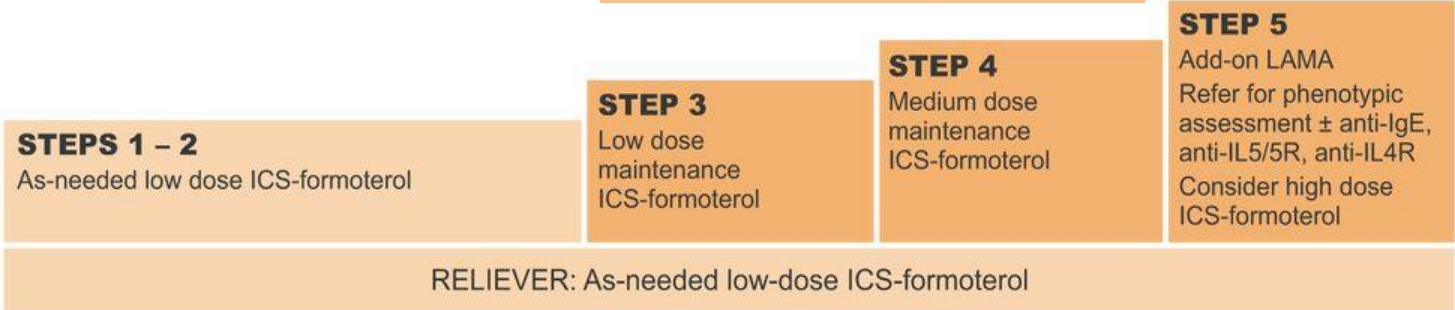 STEPS 1 – 2
As-needed low dose ICS-formoterol
STEP 3
Low dose
maintenance
ICS-formoterol
STEP 4
Medium dose
maintenance
ICS-formoterol
STEP 5
Add-on LAMA
Refer for phenotypic
assessment ± anti-IgE,
anti-IL5/5R, anti-IL4R
Consider high dose
ICS-formoterol
RELIEVER: As-needed low-dose ICS-formoterol